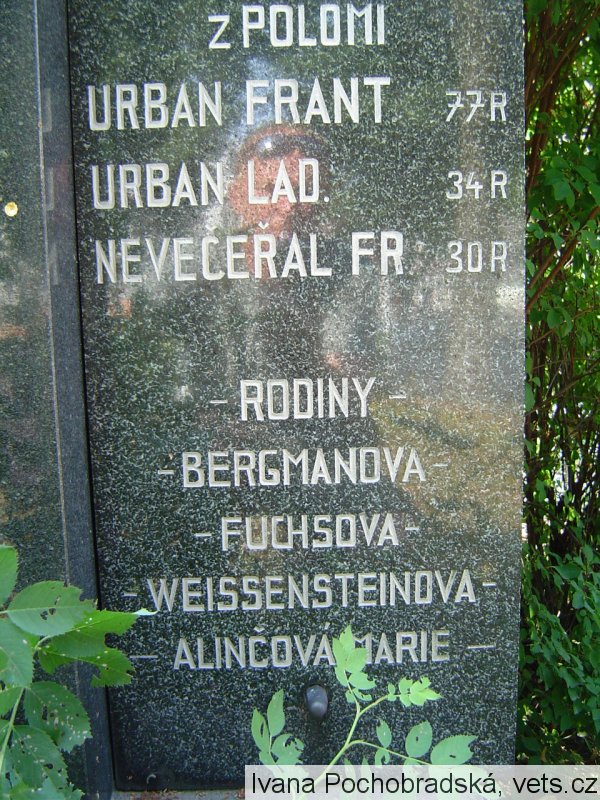 z POLOMI
URBAN FRANT 77R
URBAN LAD. 34R
NEVEČEŘAL FR 30R
- RODINY -
- BERGMANOVA -
- FUCHSOVA -
- WEISSENSTEINOVA -
- ALINČOVÁ MARIE -
Ivana Pochobradská, vets.cz